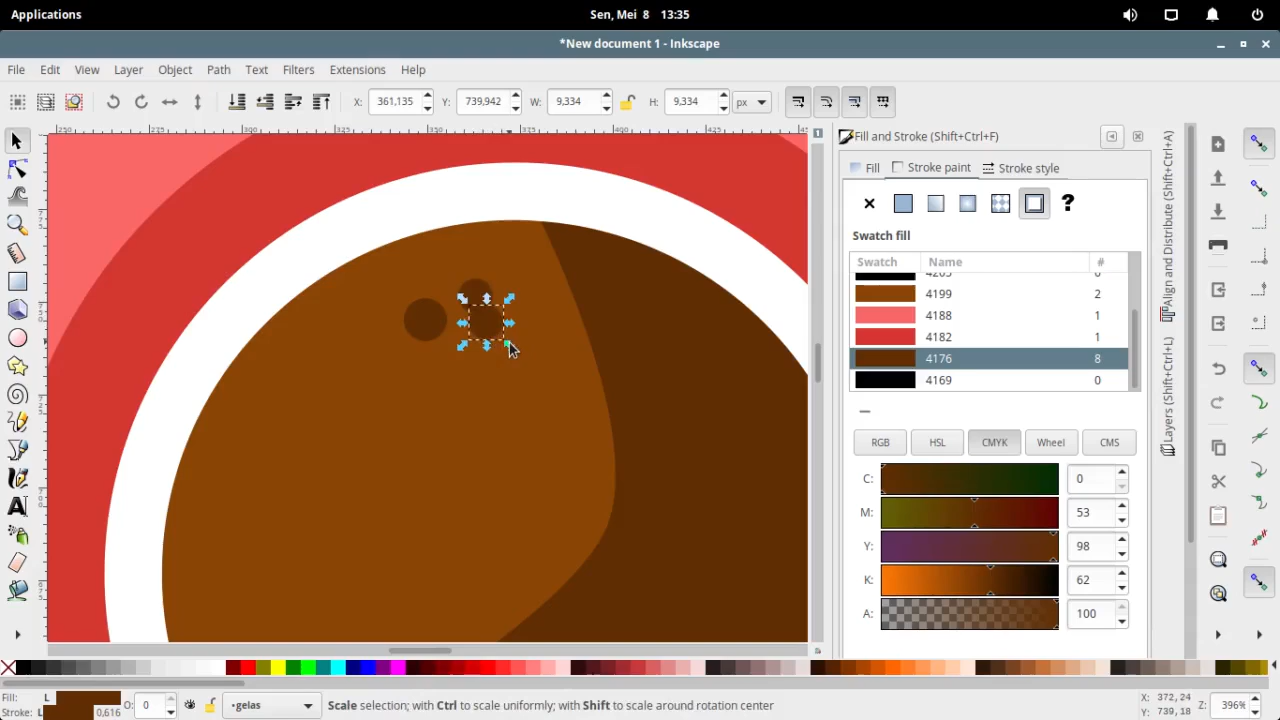 Applications
Sen, Mei 8 13:35
*New document 1 - Inkscape
File Edit View Layer Object Path Text Filters Extensions Help
X: 361,135 Y: 739,942 W: 9,334 H: 9,334 px
Fill and Stroke (Shift+Ctrl+F)
Fill Stroke paint Stroke style
?
Swatch fill
Swatch Name #
4199 2
4188 1
4182 1
4176 8
4169 0
RGB HSL CMYK Wheel CMS
C: 0
M: 53
Y: 98
K: 62
A: 100
Align and Distribute (Shift+Ctrl+A)
Layers (Shift+Ctrl+L)
Fill: L
Stroke: L 0,616
O: 0
•gelas
Scale selection; with Ctrl to scale uniformly; with Shift to scale around rotation center
X: 372,24
Y: 739,18
Z: 396%